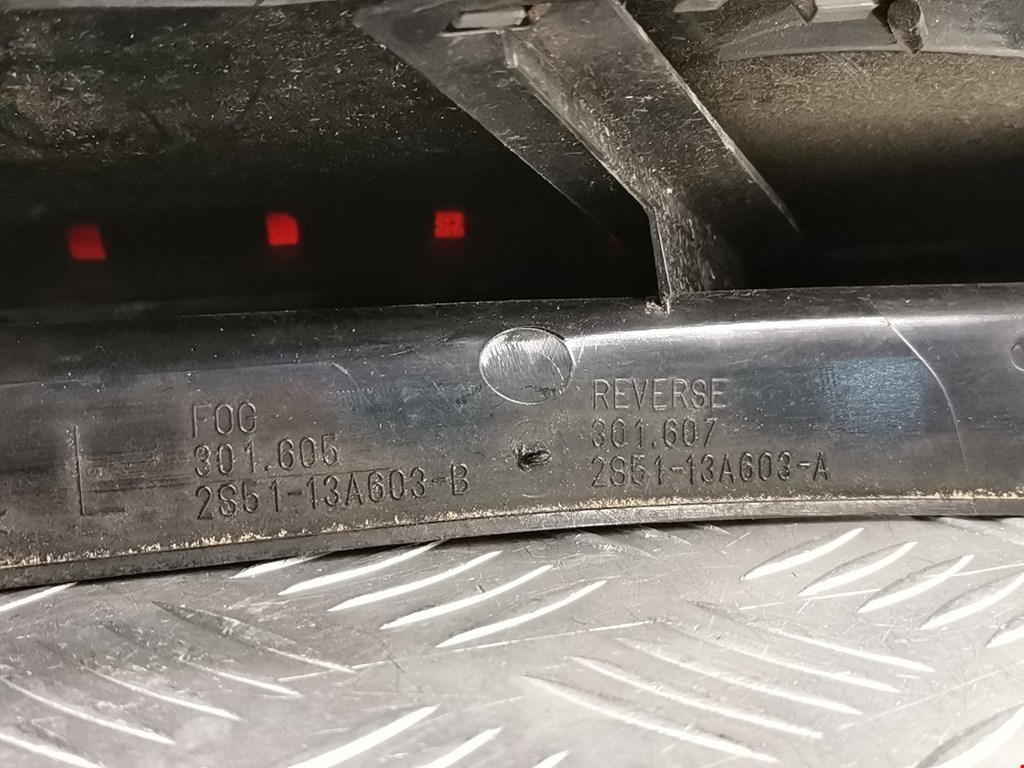 FOG
301.605
2S51-13A603-B
REVERSE
301.607
2S51-13A603-A